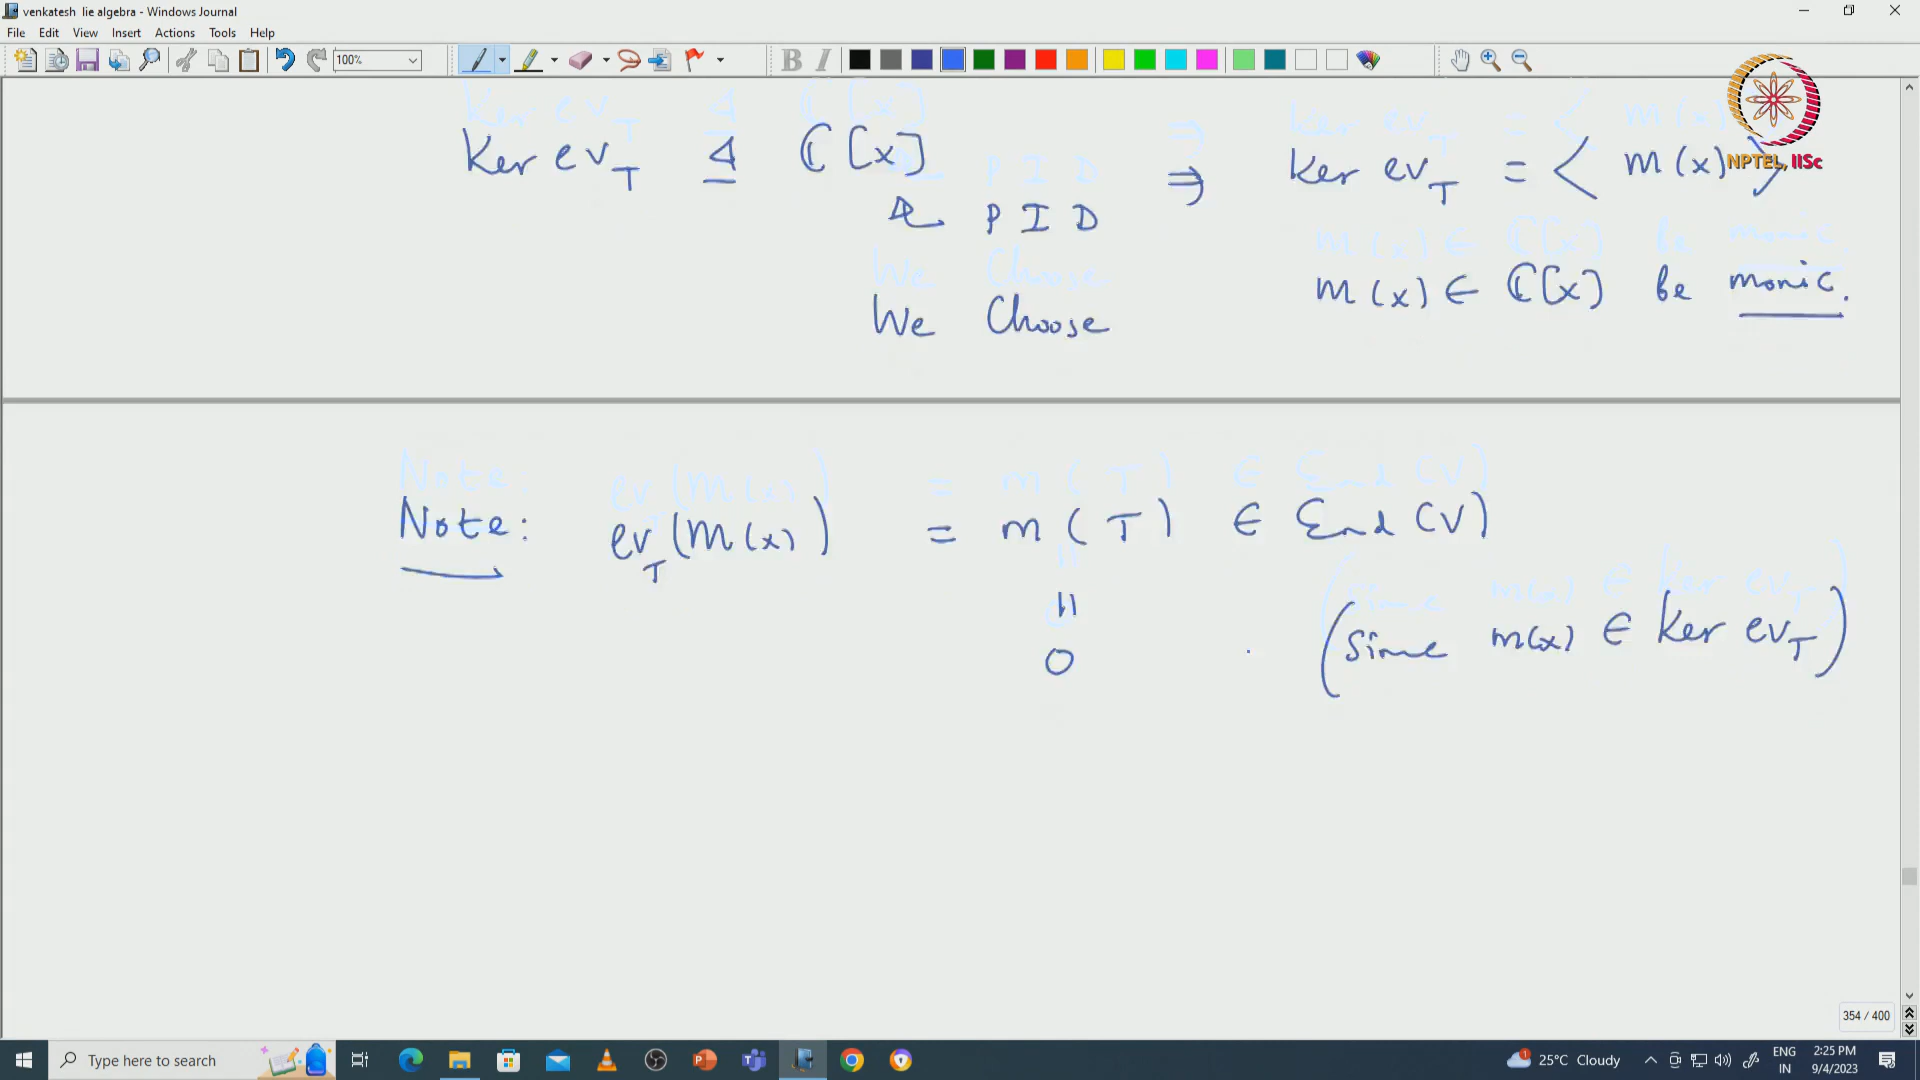 venkatesh lie algebra - Windows Journal
File Edit View Insert Actions Tools Help
100%
B I
NPTEL, IISc
Ker ev_T ⊴ ℂ[x] ⇒ Ker ev_T = < m(x) >
PID
We Choose m(x) ∈ ℂ[x] be monic.
Note: ev_T(m(x)) = m(T) ∈ End(V)
||
0 (Since m(x) ∈ Ker ev_T)
354 / 400
Type here to search
25°C Cloudy
ENG
IN
2:25 PM
9/4/2023